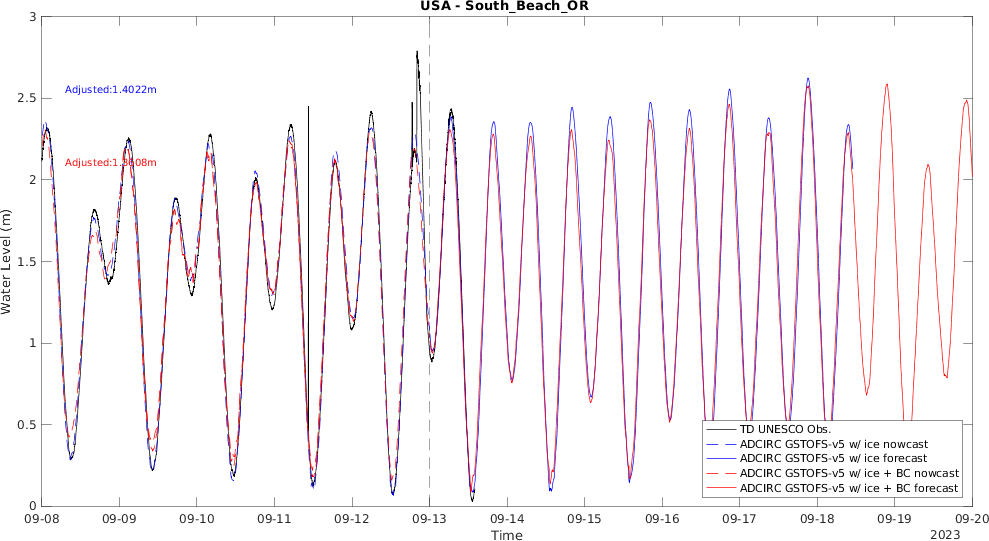 USA - South_Beach_OR
3
2.5
2
1.5
1
0.5
0
Water Level (m)
Adjusted:1.4022m
TD UNESCO Obs.
ADCIRC GSTOFS-v5 w/ ice nowcast
ADCIRC GSTOFS-v5 w/ ice forecast
ADCIRC GSTOFS-v5 w/ ice + BC nowcast
ADCIRC GSTOFS-v5 w/ ice + BC forecast
09-08 09-09 09-10 09-11 09-12 09-13 09-14 09-15 09-16 09-17 09-18 09-19 09-20
Time
2023